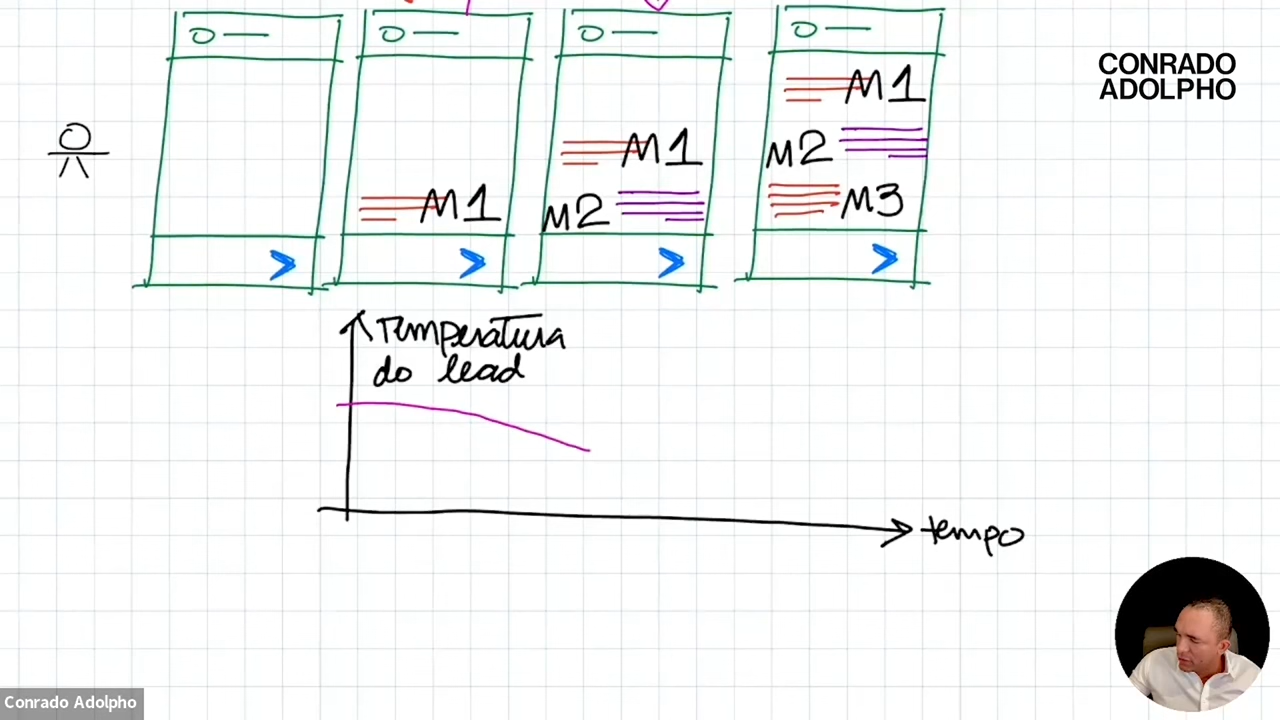 CONRADO
ADOLPHO
M1
M1
M2
M1
M2
M3
Temperatura
do lead
tempo
Conrado Adolpho